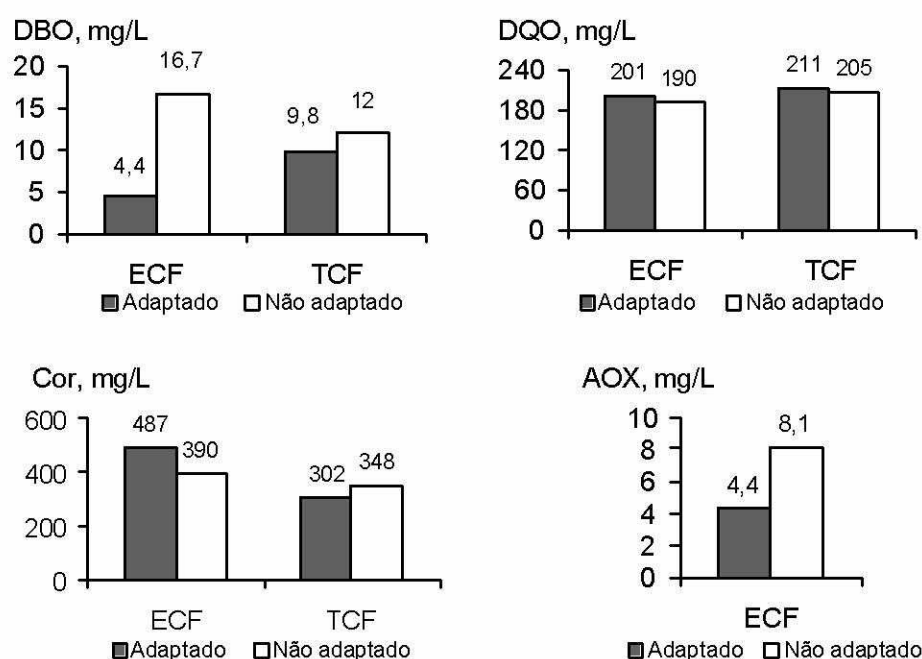 DBO, mg/L
20
15
10
5
0
4,4
16,7
9,8
12
ECF
TCF
Adaptado Não adaptado
DQO, mg/L
240
180
120
60
0
201
190
211
205
ECF
TCF
Adaptado Não adaptado
Cor, mg/L
600
400
200
0
487
390
302
348
ECF
TCF
Adaptado Não adaptado
AOX, mg/L
10
8
6
4
2
0
4,4
8,1
ECF
Adaptado Não adaptado